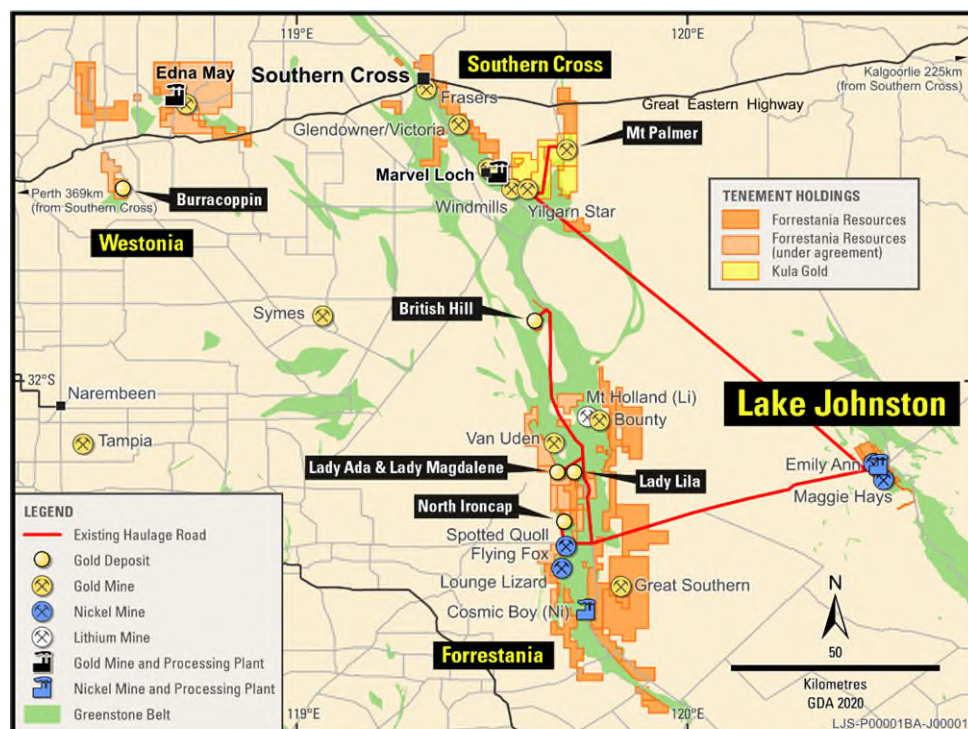 119°E
120°E
Edna May
Southern Cross
Southern Cross
Kalgoorlie 225km
(from Southern Cross)
Frasers
Great Eastern Highway
Glendowner/Victoria
Mt Palmer
Marvel Loch
Perth 369km
(from Southern Cross)
Burracoppin
Windmills
Yilgarn Star
Westonia
TENEMENT HOLDINGS
Forrestania Resources
Forrestania Resources
(under agreement)
Kula Gold
British Hill
Symes
32°S
32°S
Narembeen
Mt Holland (Li)
Lake Johnston
Bounty
Tampia
Van Uden
Lady Ada & Lady Magdalene
Lady Lila
Emily Ann
Maggie Hays
North Ironcap
Spotted Quoll
Flying Fox
Lounge Lizard
Great Southern
Cosmic Boy (Ni)
Forrestania
LEGEND
Existing Haulage Road
Gold Deposit
Gold Mine
Nickel Mine
Lithium Mine
Gold Mine and Processing Plant
Nickel Mine and Processing Plant
Greenstone Belt
N
50
Kilometres
GDA 2020
119°E
120°E
LJS-P00001BA-J00001